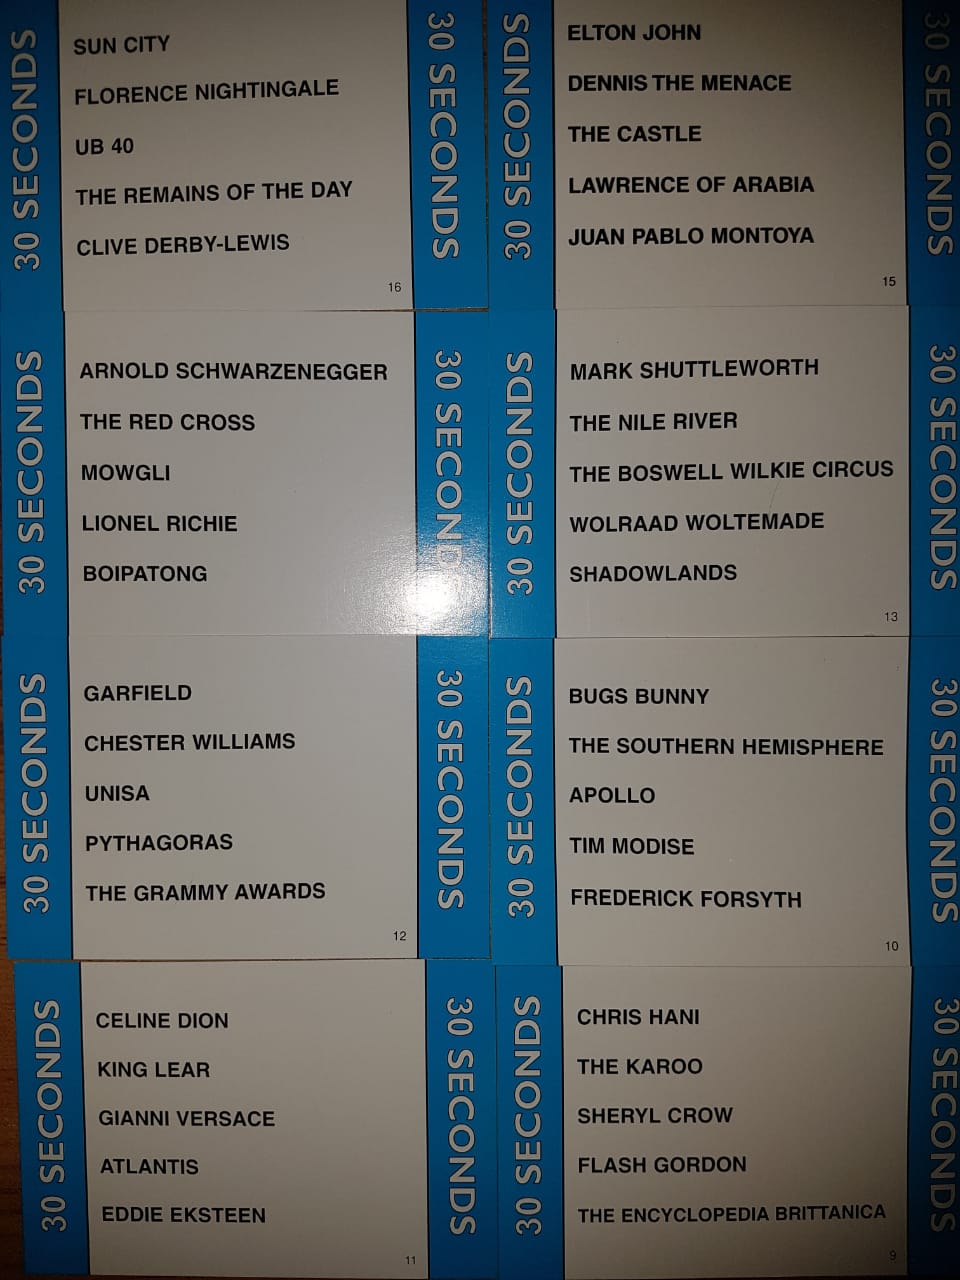 30 SECONDS
SUN CITY
FLORENCE NIGHTINGALE
UB 40
THE REMAINS OF THE DAY
CLIVE DERBY-LEWIS
16
30 SECONDS
30 SECONDS
ELTON JOHN
DENNIS THE MENACE
THE CASTLE
LAWRENCE OF ARABIA
JUAN PABLO MONTOYA
15
30 SECONDS
30 SECONDS
ARNOLD SCHWARZENEGGER
THE RED CROSS
MOWGLI
LIONEL RICHIE
BOIPATONG
30 SECONDS
30 SECONDS
MARK SHUTTLEWORTH
THE NILE RIVER
THE BOSWELL WILKIE CIRCUS
WOLRAAD WOLTEMADE
SHADOWLANDS
13
30 SECONDS
30 SECONDS
GARFIELD
CHESTER WILLIAMS
UNISA
PYTHAGORAS
THE GRAMMY AWARDS
12
30 SECONDS
30 SECONDS
BUGS BUNNY
THE SOUTHERN HEMISPHERE
APOLLO
TIM MODISE
FREDERICK FORSYTH
10
30 SECONDS
30 SECONDS
CELINE DION
KING LEAR
GIANNI VERSACE
ATLANTIS
EDDIE EKSTEEN
11
30 SECONDS
30 SECONDS
CHRIS HANI
THE KAROO
SHERYL CROW
FLASH GORDON
THE ENCYCLOPEDIA BRITTANICA
9
30 SECONDS